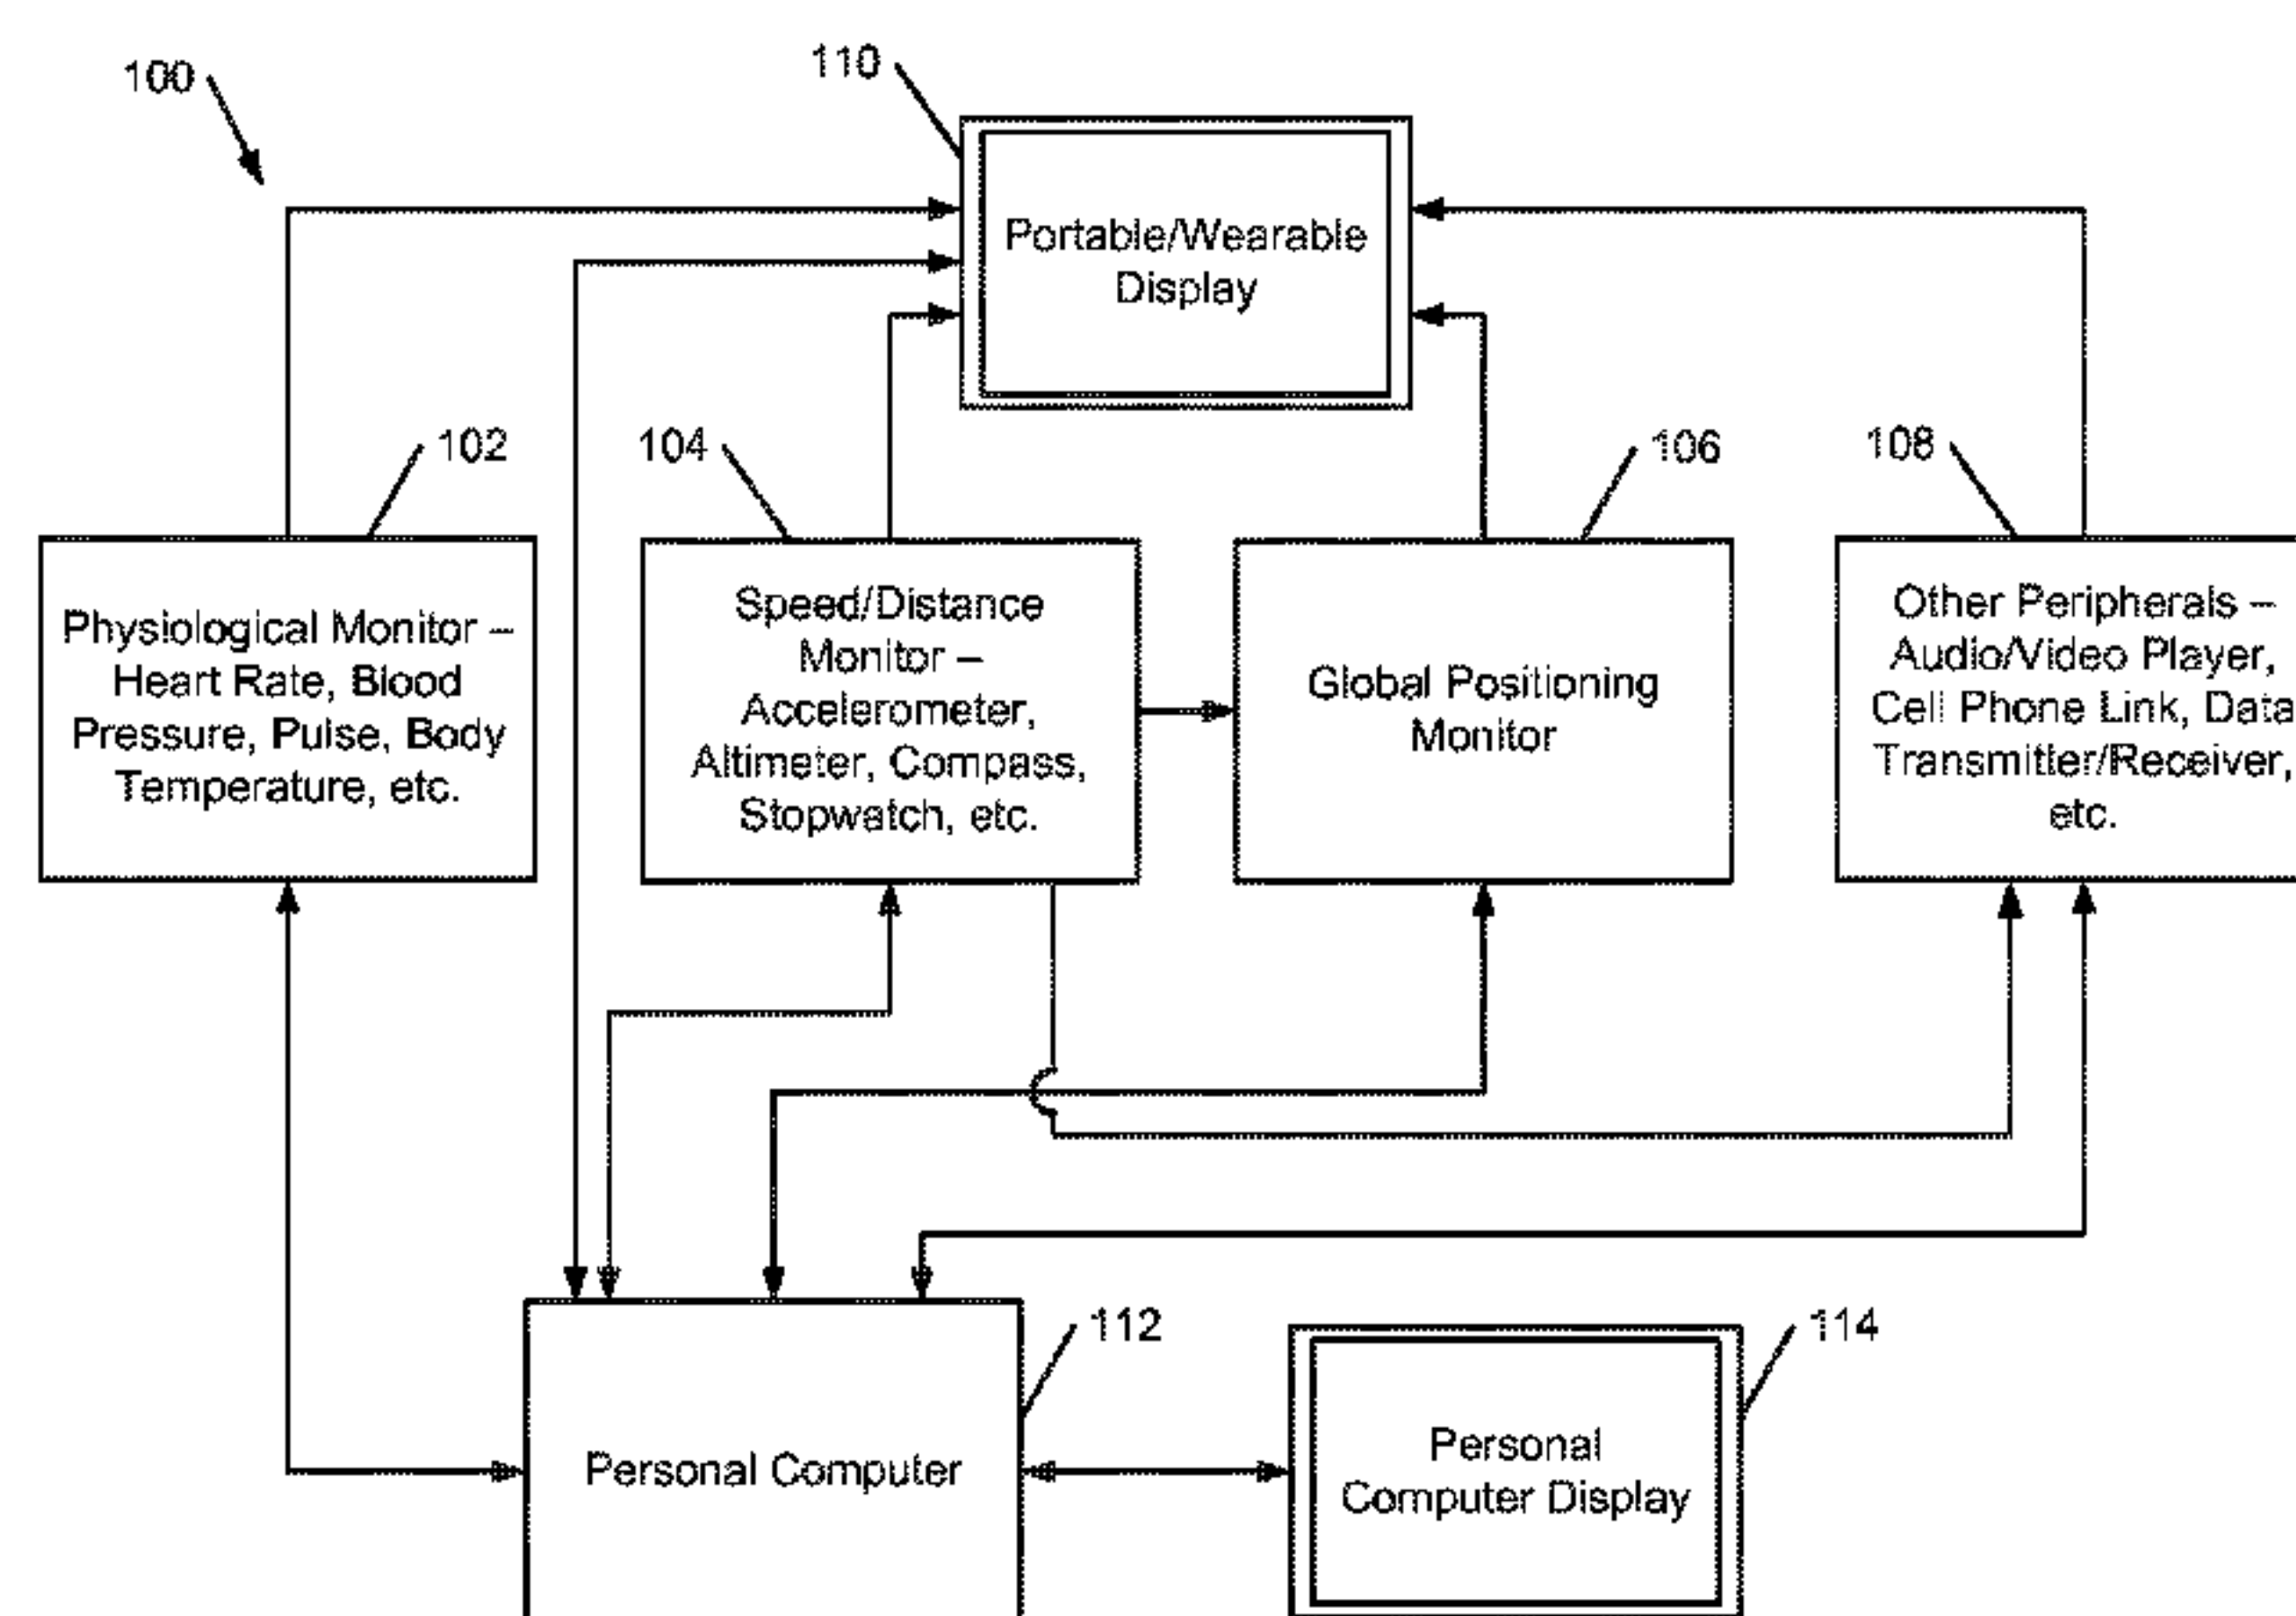 100
110
Portable/Wearable
Display
102
104
106
108
Physiological Monitor –
Heart Rate, Blood
Pressure, Pulse, Body
Temperature, etc.
Speed/Distance
Monitor –
Accelerometer,
Altimeter, Compass,
Stopwatch, etc.
Global Positioning
Monitor
Other Peripherals –
Audio/Video Player,
Cell Phone Link, Data
Transmitter/Receiver,
etc.
112
114
Personal Computer
Personal
Computer Display